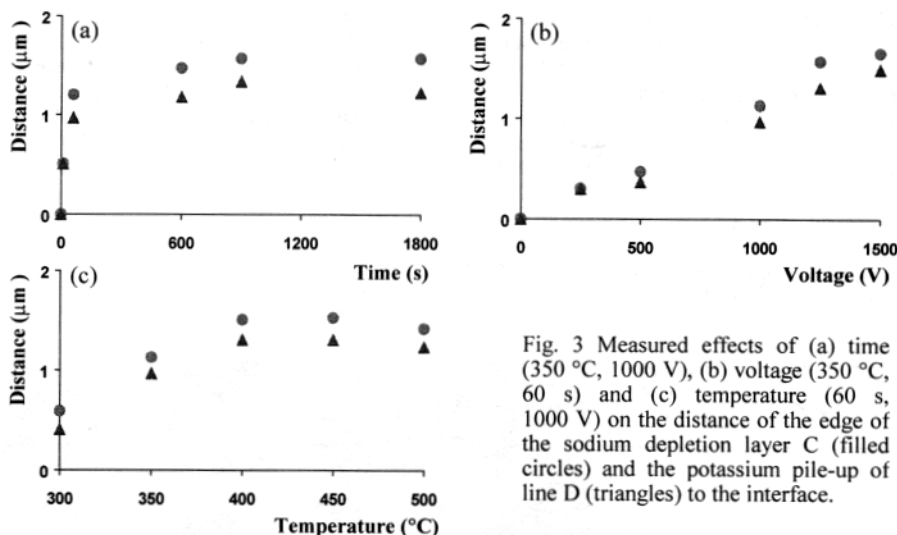 (a)
Distance (μm)
2
1
0
0 600 1200 1800
Time (s)
(b)
Distance (μm)
2
1
0
0 500 1000 1500
Voltage (V)
(c)
Distance (μm )
2
1
0
300 350 400 450 500
Temperature (°C)
Fig. 3 Measured effects of (a) time
(350 °C, 1000 V), (b) voltage (350 °C,
60 s) and (c) temperature (60 s,
1000 V) on the distance of the edge of
the sodium depletion layer C (filled
circles) and the potassium pile-up of
line D (triangles) to the interface.